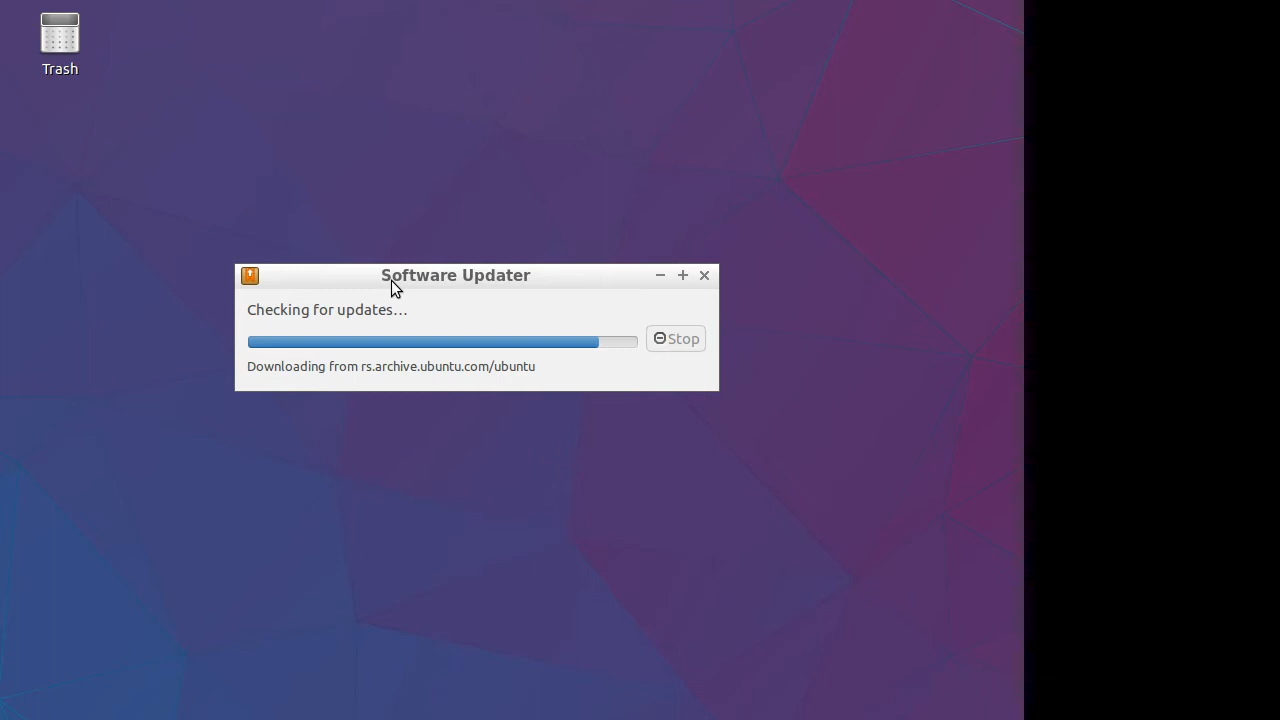 Trash
Software Updater
Checking for updates…
Stop
Downloading from rs.archive.ubuntu.com/ubuntu